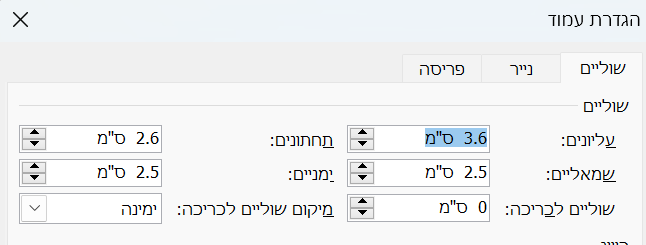 הגדרת עמוד
שוליים נייר פריסה
שוליים
עליונים: 3.6 ס"מ תחתונים: 2.6 ס"מ
שמאליים: 2.5 ס"מ ימניים: 2.5 ס"מ
שוליים לכריכה: 0 ס"מ מיקום שוליים לכריכה: ימינה